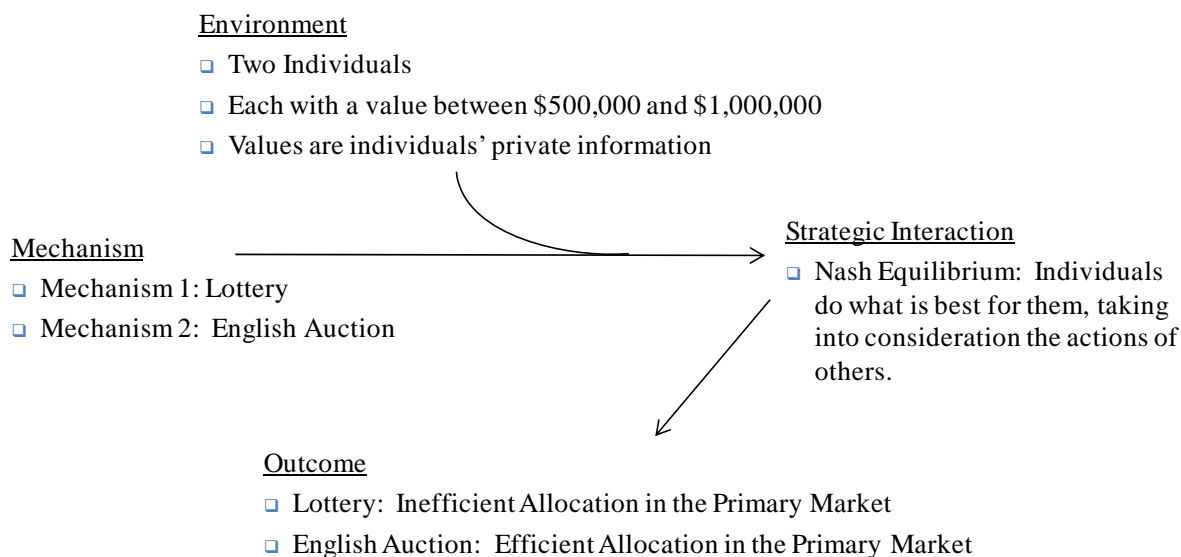 Environment
Two Individuals
Each with a value between $500,000 and $1,000,000
Values are individuals’ private information
Mechanism
Mechanism 1: Lottery
Mechanism 2: English Auction
Strategic Interaction
Nash Equilibrium: Individuals
do what is best for them, taking
into consideration the actions of
others.
Outcome
Lottery: Inefficient Allocation in the Primary Market
English Auction: Efficient Allocation in the Primary Market